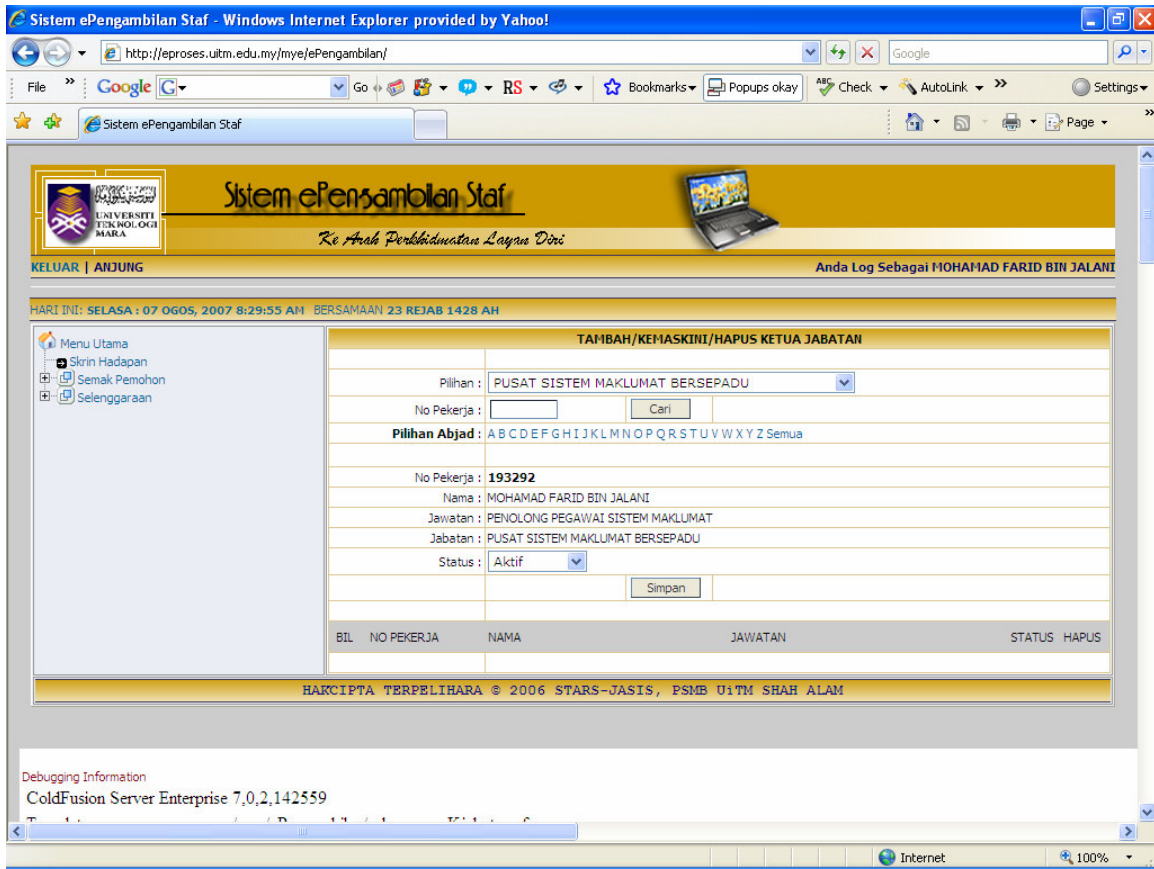 Sistem ePengambilan Staf - Windows Internet Explorer provided by Yahoo!
http://eproses.uitm.edu.my/mye/ePengambilan/ Google
File » Google G Go RS Bookmarks Popups okay Check AutoLink » Settings
Sistem ePengambilan Staf Page »
UNIVERSITI
TEKNOLOGI
MARA
Sistem ePengambilan Staf
Ke Arah Perkhidmatan Layan Diri
KELUAR | ANJUNG Anda Log Sebagai MOHAMAD FARID BIN JALANI
HARI INI: SELASA : 07 OGOS, 2007 8:29:55 AM BERSAMAAN 23 REJAB 1428 AH
Menu Utama
Skrin Hadapan
Semak Pemohon
Selenggaraan
TAMBAH/KEMASKINI/HAPUS KETUA JABATAN
Pilihan : PUSAT SISTEM MAKLUMAT BERSEPADU
No Pekerja : Cari
Pilihan Abjad : A B C D E F G H I J K L M N O P Q R S T U V W X Y Z Semua
No Pekerja : 193292
Nama : MOHAMAD FARID BIN JALANI
Jawatan : PENOLONG PEGAWAI SISTEM MAKLUMAT
Jabatan : PUSAT SISTEM MAKLUMAT BERSEPADU
Status : Aktif
Simpan
BIL NO PEKERJA NAMA JAWATAN STATUS HAPUS
HAKCIPTA TERPELIHARA © 2006 STARS-JASIS, PSMB UiTM SHAH ALAM
Debugging Information
ColdFusion Server Enterprise 7,0,2,142559
Internet 100%